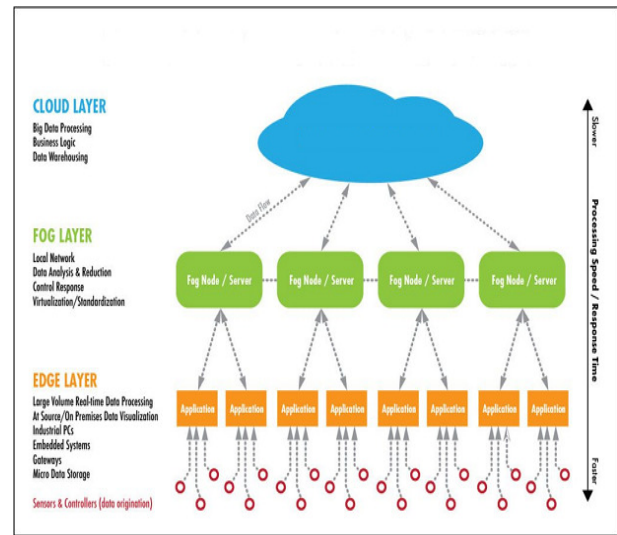 CLOUD LAYER
Big Data Processing
Business Logic
Data Warehousing
Data Flow
FOG LAYER
Local Network
Data Analysis & Reduction
Control Response
Virtualization/Standardization
Fog Node / Server
Fog Node / Server
Fog Node / Server
Fog Node / Server
EDGE LAYER
Large Volume Real-time Data Processing
At Source/On Premises Data Visualization
Industrial PCs
Embedded Systems
Gateways
Micro Data Storage
Application
Application
Application
Application
Application
Application
Application
Application
Sensors & Controllers (data origination)
Slower
Processing Speed / Response Time
Faster